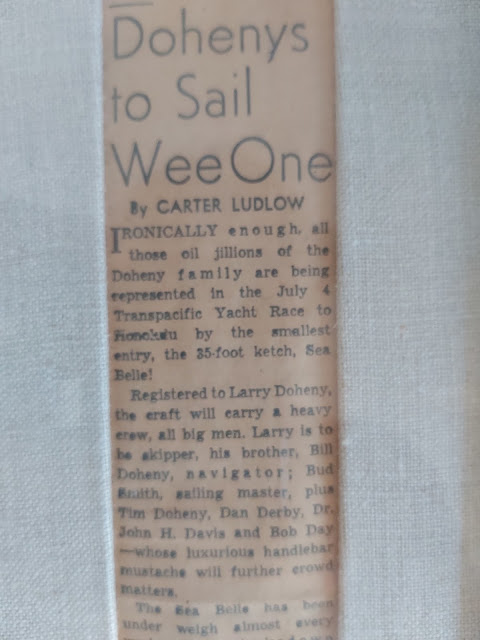 Dohenys
to Sail
Wee One
By CARTER LUDLOW
IRONICALLY enough, all
those oil jillions of the
Doheny family are being
represented in the July 4
Transpacific Yacht Race to
Honolulu by the smallest
entry, the 35-foot ketch, Sea
Belle!
Registered to Larry Doheny,
the craft will carry a heavy
crew, all big men. Larry is to
be skipper, his brother, Bill
Doheny, navigator; Bud
Smith, sailing master, plus
Tim Doheny, Dan Derby, Dr.
John H. Davis and Bob Day
—whose luxurious handlebar
mustache will further crowd
matters.
The Sea Belle has been
under weigh almost every